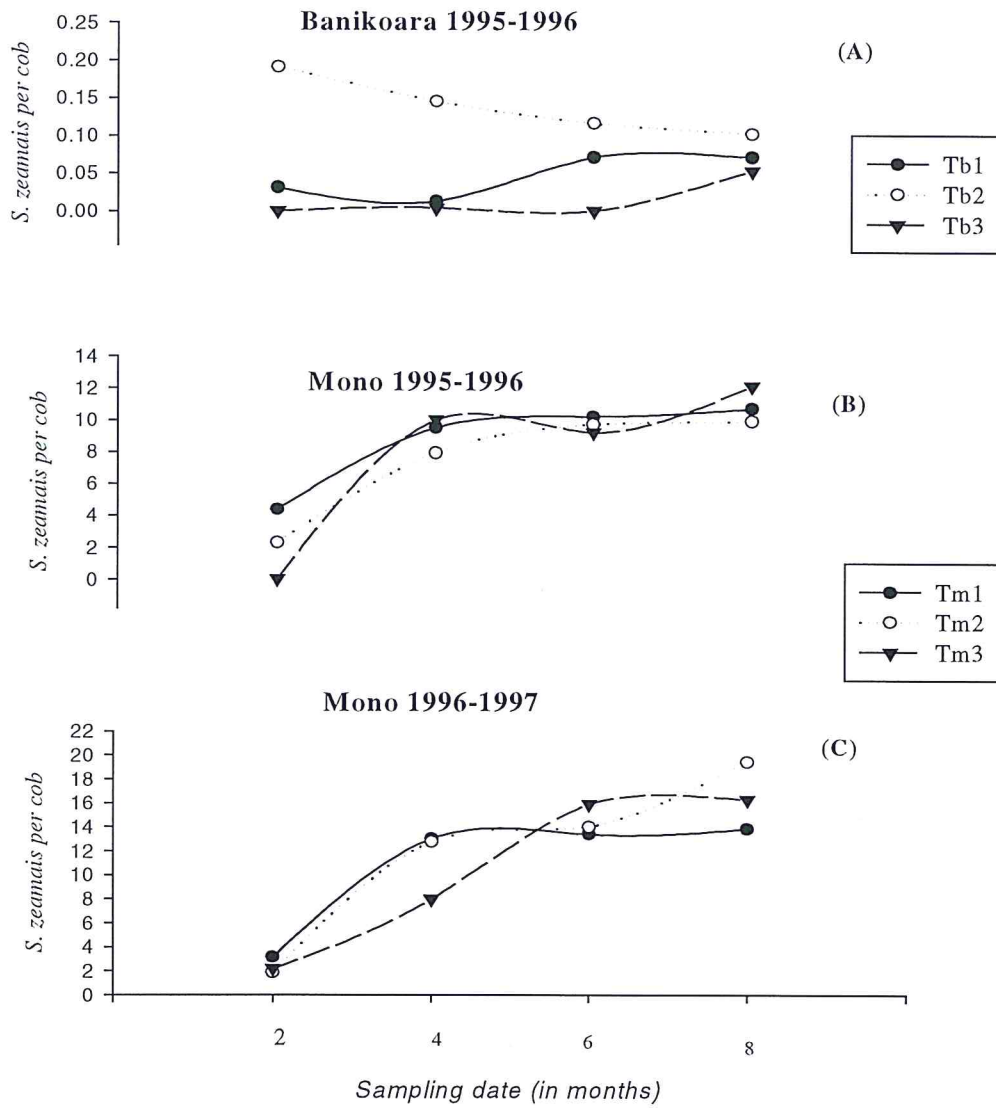 Banikoara 1995-1996
(A)
S. zeamais per cob
0.25
0.20
0.15
0.10
0.05
0.00
Tb1
Tb2
Tb3
Mono 1995-1996
(B)
S. zeamais per cob
14
12
10
8
6
4
2
0
Tm1
Tm2
Tm3
Mono 1996-1997
(C)
S. zeamais per cob
22
20
18
16
14
12
10
8
6
4
2
0
2 4 6 8
Sampling date (in months)